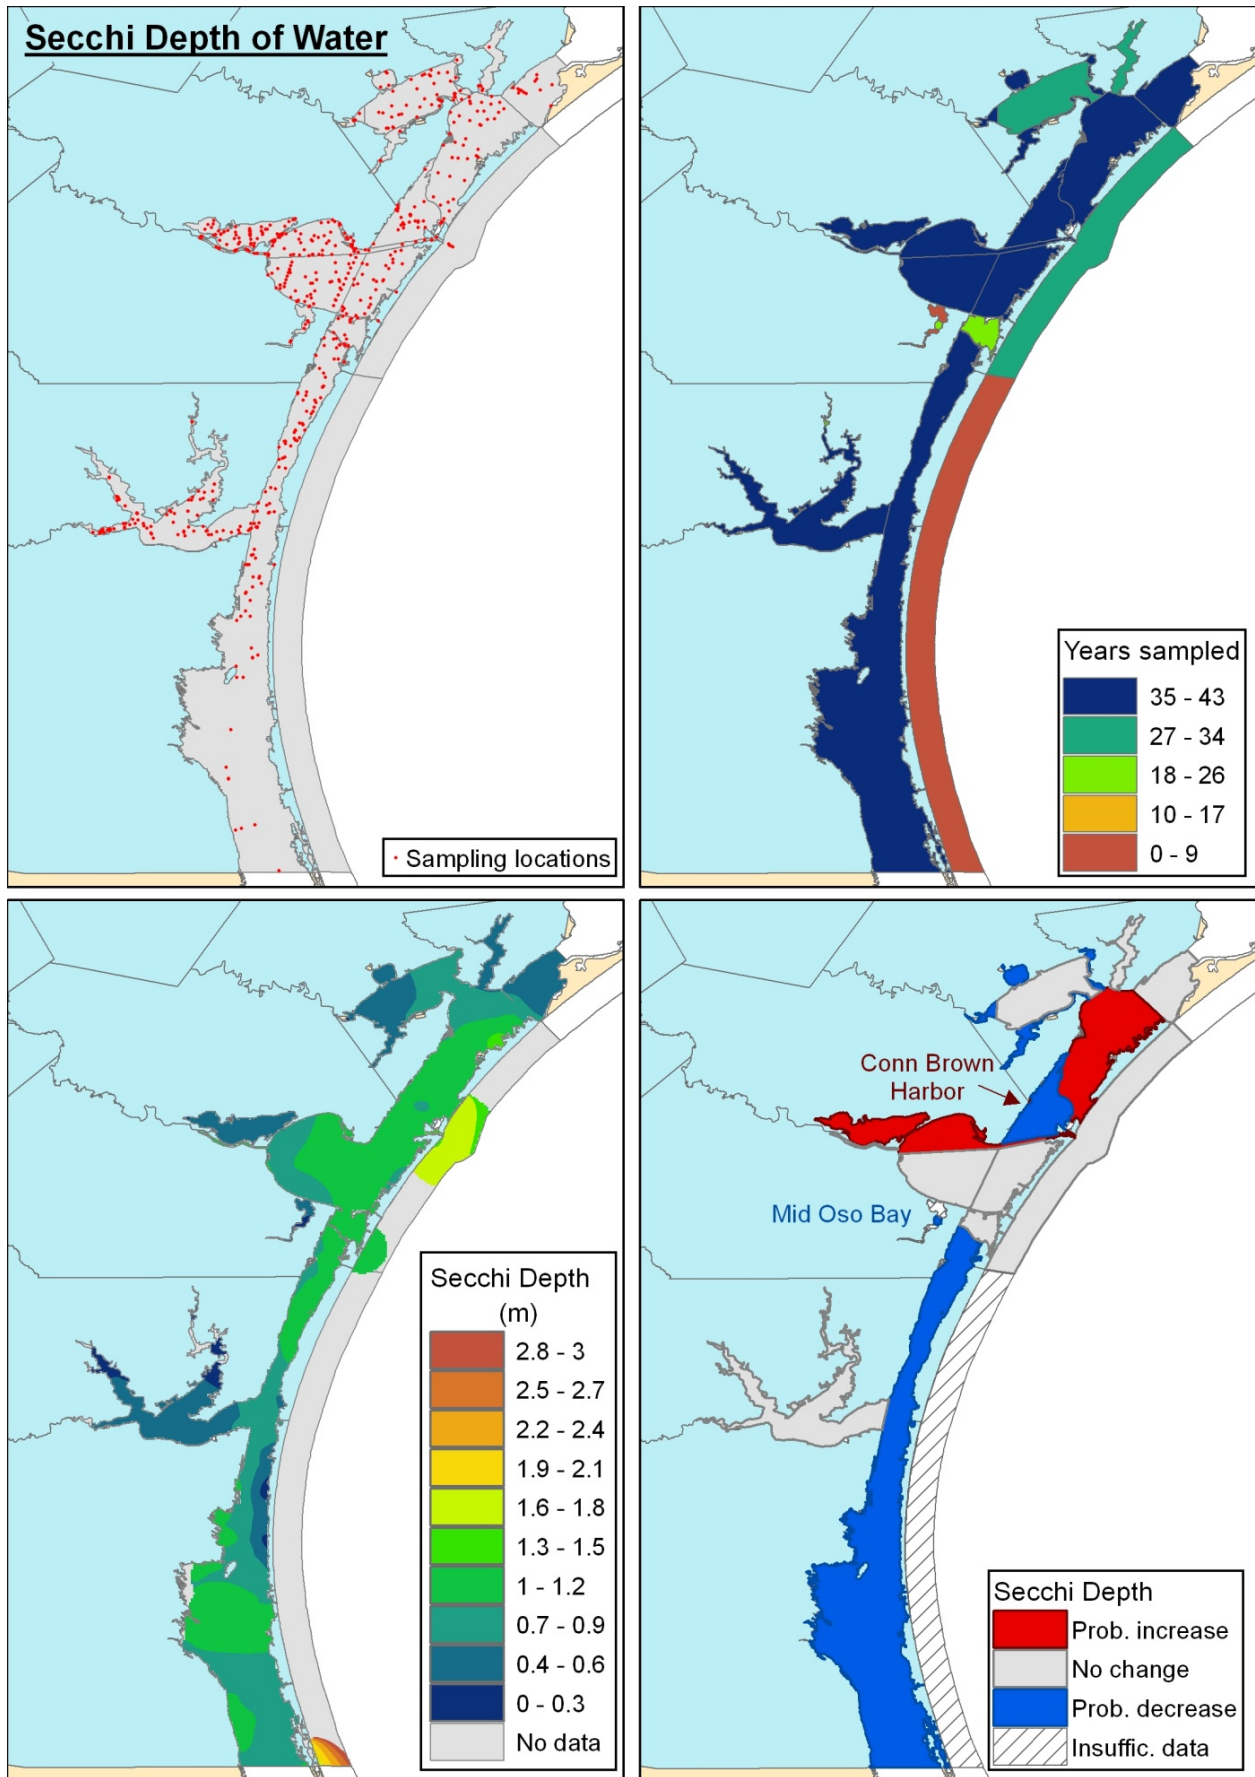 Secchi Depth of Water
Sampling locations
Years sampled
35 - 43
27 - 34
18 - 26
10 - 17
0 - 9
Secchi Depth
(m)
2.8 - 3
2.5 - 2.7
2.2 - 2.4
1.9 - 2.1
1.6 - 1.8
1.3 - 1.5
1 - 1.2
0.7 - 0.9
0.4 - 0.6
0 - 0.3
No data
Conn Brown
Harbor
Mid Oso Bay
Secchi Depth
Prob. increase
No change
Prob. decrease
Insuffic. data